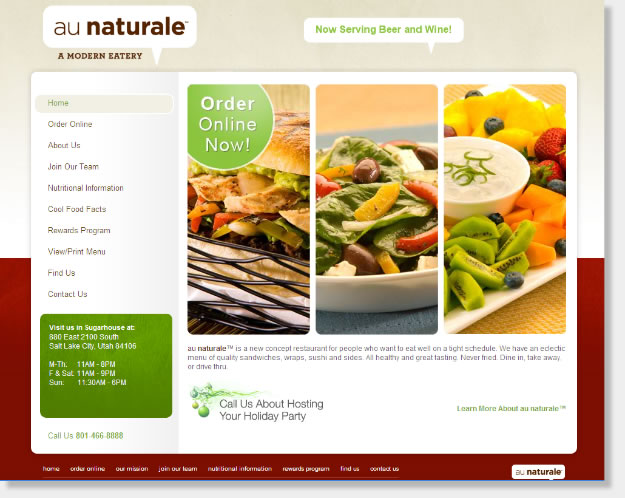 au naturale™
A MODERN EATERY
Now Serving Beer and Wine!
Home
Order Online
About Us
Join Our Team
Nutritional Information
Cool Food Facts
Rewards Program
View/Print Menu
Find Us
Contact Us
Visit us in Sugarhouse at:
880 East 2100 South
Salt Lake City, Utah 84106
M-Th: 11AM - 8PM
F & Sat: 11AM - 9PM
Sun: 11:30AM - 6PM
Call Us 801-466-8888
Order
Online
Now!
au naturale™ is a new concept restaurant for people who want to eat well on a tight schedule. We have an eclectic
menu of quality sandwiches, wraps, sushi and sides. All healthy and great tasting. Never fried. Dine in, take away,
or drive thru.
Call Us About Hosting
Your Holiday Party
Learn More About au naturale™
home order online our mission join our team nutritional information rewards program find us contact us
au naturale™